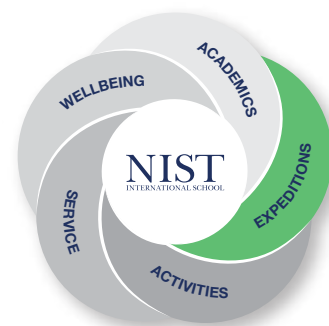 ACADEMICS
WELLBEING
NIST
INTERNATIONAL SCHOOL
EXPEDITIONS
SERVICE
ACTIVITIES